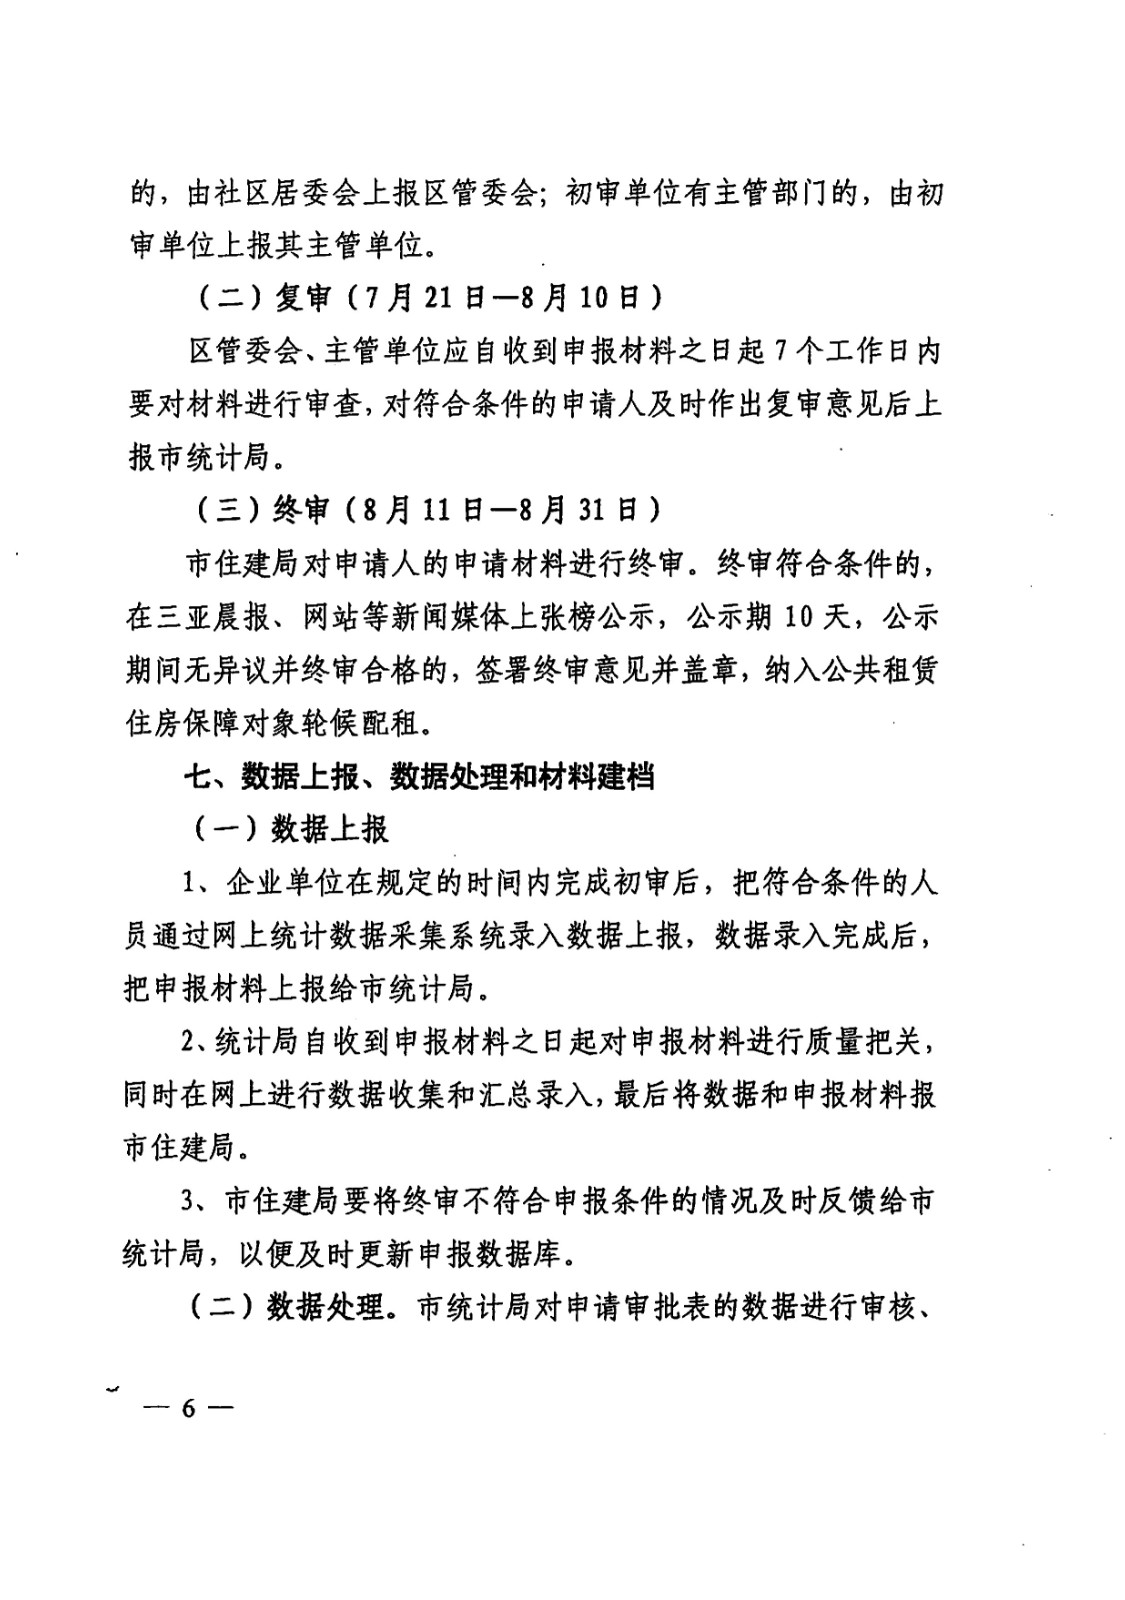 的，由社区居委会上报区管委会；初审单位有主管部门的，由初
审单位上报其主管单位。
（二）复审（7月21日—8月10日）
区管委会、主管单位应自收到申报材料之日起7个工作日内
要对材料进行审查，对符合条件的申请人及时作出复审意见后上
报市统计局。
（三）终审（8月11日—8月31日）
市住建局对申请人的申请材料进行终审。终审符合条件的，
在三亚晨报、网站等新闻媒体上张榜公示，公示期10天，公示
期间无异议并终审合格的，签署终审意见并盖章，纳入公共租赁
住房保障对象轮候配租。
七、数据上报、数据处理和材料建档
（一）数据上报
1、企业单位在规定的时间内完成初审后，把符合条件的人
员通过网上统计数据采集系统录入数据上报，数据录入完成后，
把申报材料上报给市统计局。
2、统计局自收到申报材料之日起对申报材料进行质量把关，
同时在网上进行数据收集和汇总录入，最后将数据和申报材料报
市住建局。
3、市住建局要将终审不符合申报条件的情况及时反馈给市
统计局，以便及时更新申报数据库。
（二）数据处理。市统计局对申请审批表的数据进行审核、
— 6 —